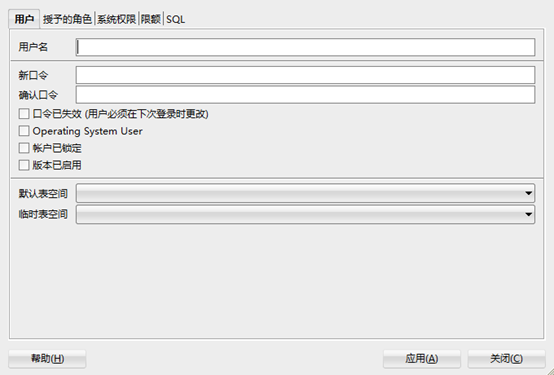 用户 授予的角色 系统权限 限额 SQL
用户名
新口令
确认口令
口令已失效 (用户必须在下次登录时更改)
Operating System User
帐户已锁定
版本已启用
默认表空间
临时表空间
帮助(H) 应用(A) 关闭(C)